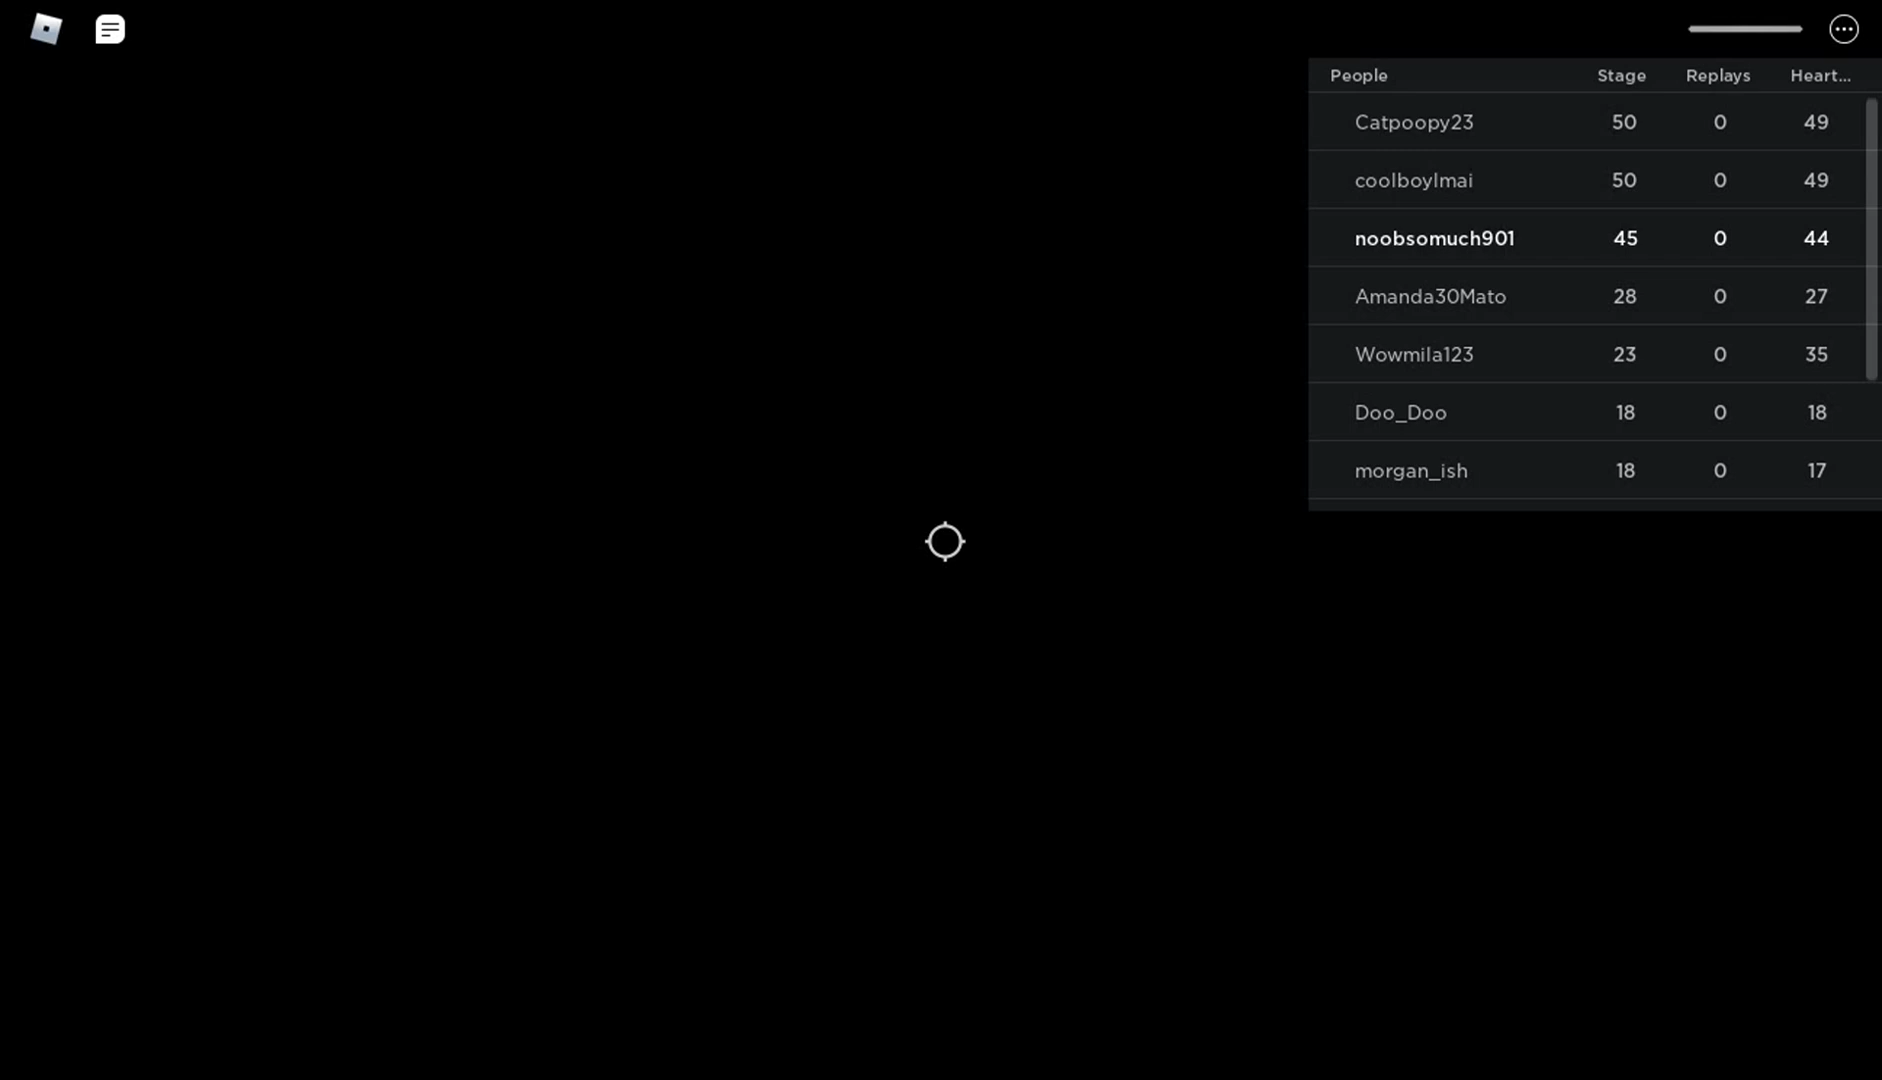 People Stage Replays Heart...
Catpoopy23 50 0 49
coolboylmai 50 0 49
noobsomuch901 45 0 44
Amanda30Mato 28 0 27
Wowmila123 23 0 35
Doo_Doo 18 0 18
morgan_ish 18 0 17